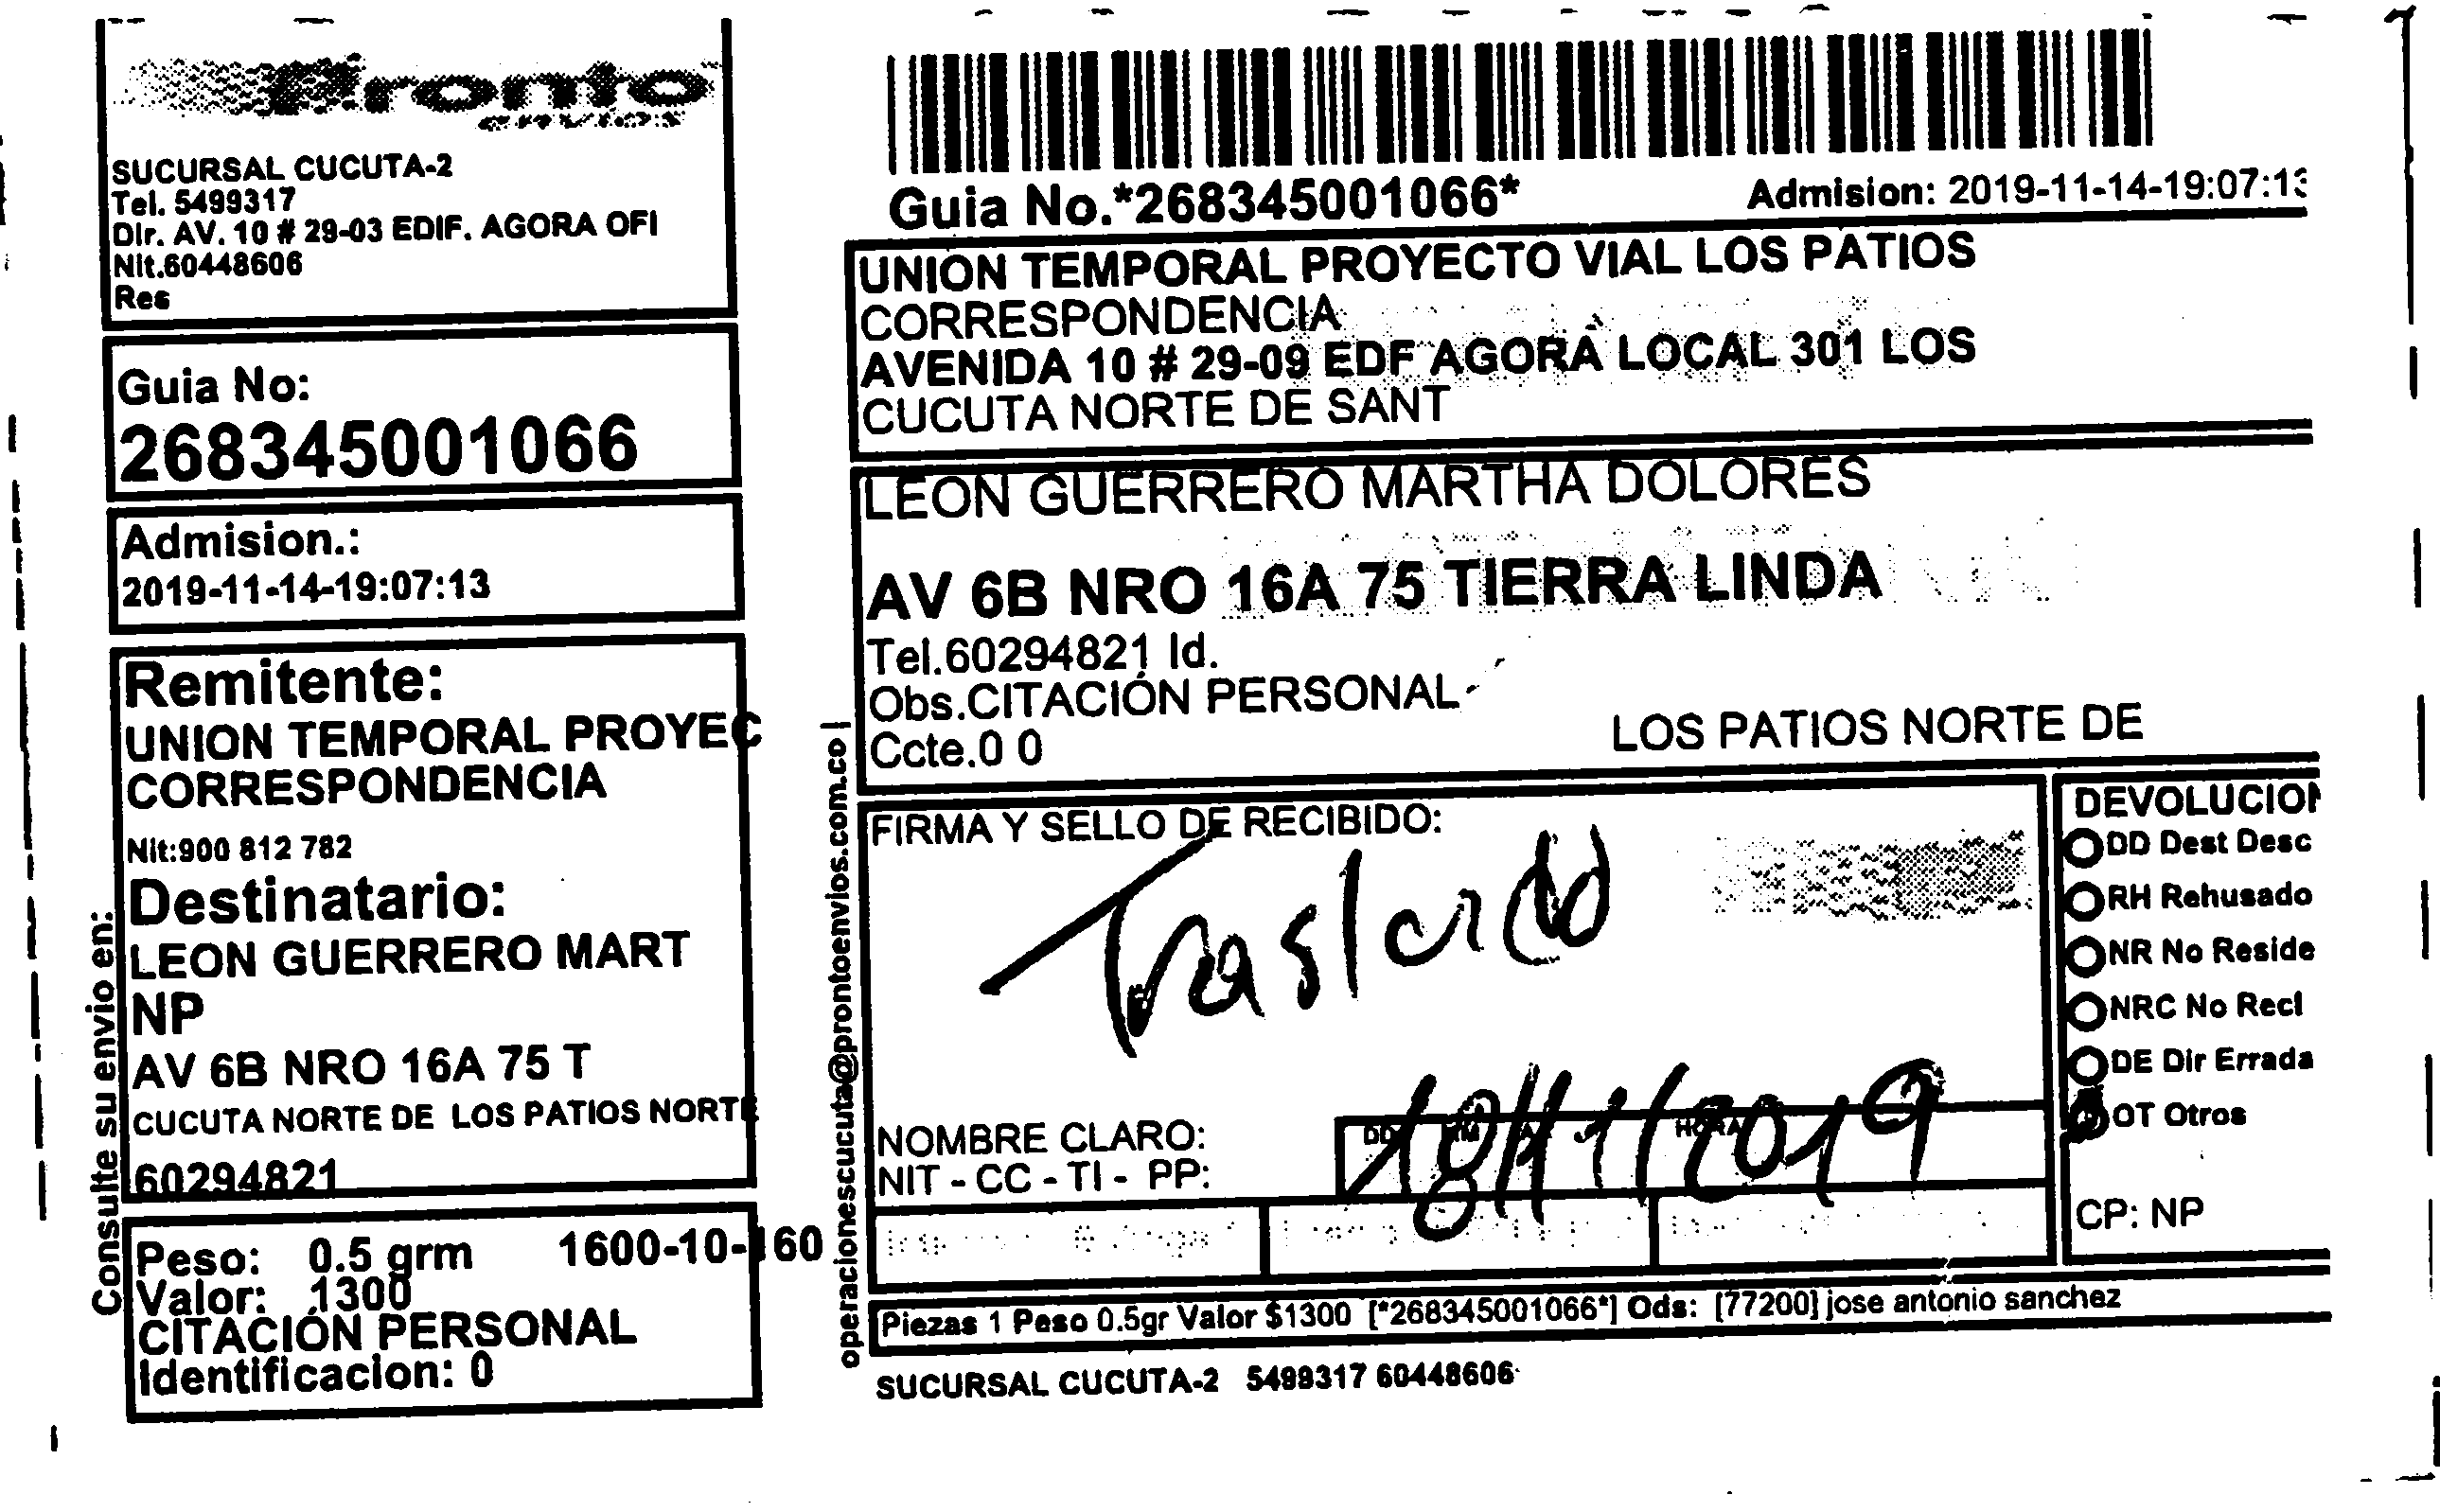 Pronto
envios
SUCURSAL CUCUTA-2
Tel. 5499317
Dir. AV. 10 # 29-03 EDIF. AGORA OFI
Nit.60448606
Res
Guia No:
268345001066
Admision.:
2019-11-14-19:07:13
Remitente:
UNION TEMPORAL PROYEC
CORRESPONDENCIA
Nit:900 812 782
Destinatario:
LEON GUERRERO MART
NP
AV 6B NRO 16A 75 T
CUCUTA NORTE DE LOS PATIOS NORTE
60294821
Peso: 0.5 grm 1600-10-160
Valor: 1300
CITACIÓN PERSONAL
Identificacion: 0
Consulte su envio en:
operacionescucuta@prontoenvios.com.co |
Guia No.*268345001066* Admision: 2019-11-14-19:07:13
UNION TEMPORAL PROYECTO VIAL LOS PATIOS
CORRESPONDENCIA
AVENIDA 10 # 29-09 EDF AGORA LOCAL 301 LOS
CUCUTA NORTE DE SANT
LEON GUERRERO MARTHA DOLORES
AV 6B NRO 16A 75 TIERRA LINDA
Tel.60294821 Id.
Obs.CITACIÓN PERSONAL
Ccte.0 0
LOS PATIOS NORTE DE
FIRMA Y SELLO DE RECIBIDO:
Traslado
18/11/2019
NOMBRE CLARO:
NIT - CC - TI - PP:
DD HORA
DEVOLUCION
DD Dest Desc
RH Rehusado
NR No Reside
NRC No Recl
DE Dir Errada
OT Otros
CP: NP
Piezas 1 Peso 0.5gr Valor $1300 [*268345001066*] Ods: [77200] jose antonio sanchez
SUCURSAL CUCUTA-2 5499317 60448606